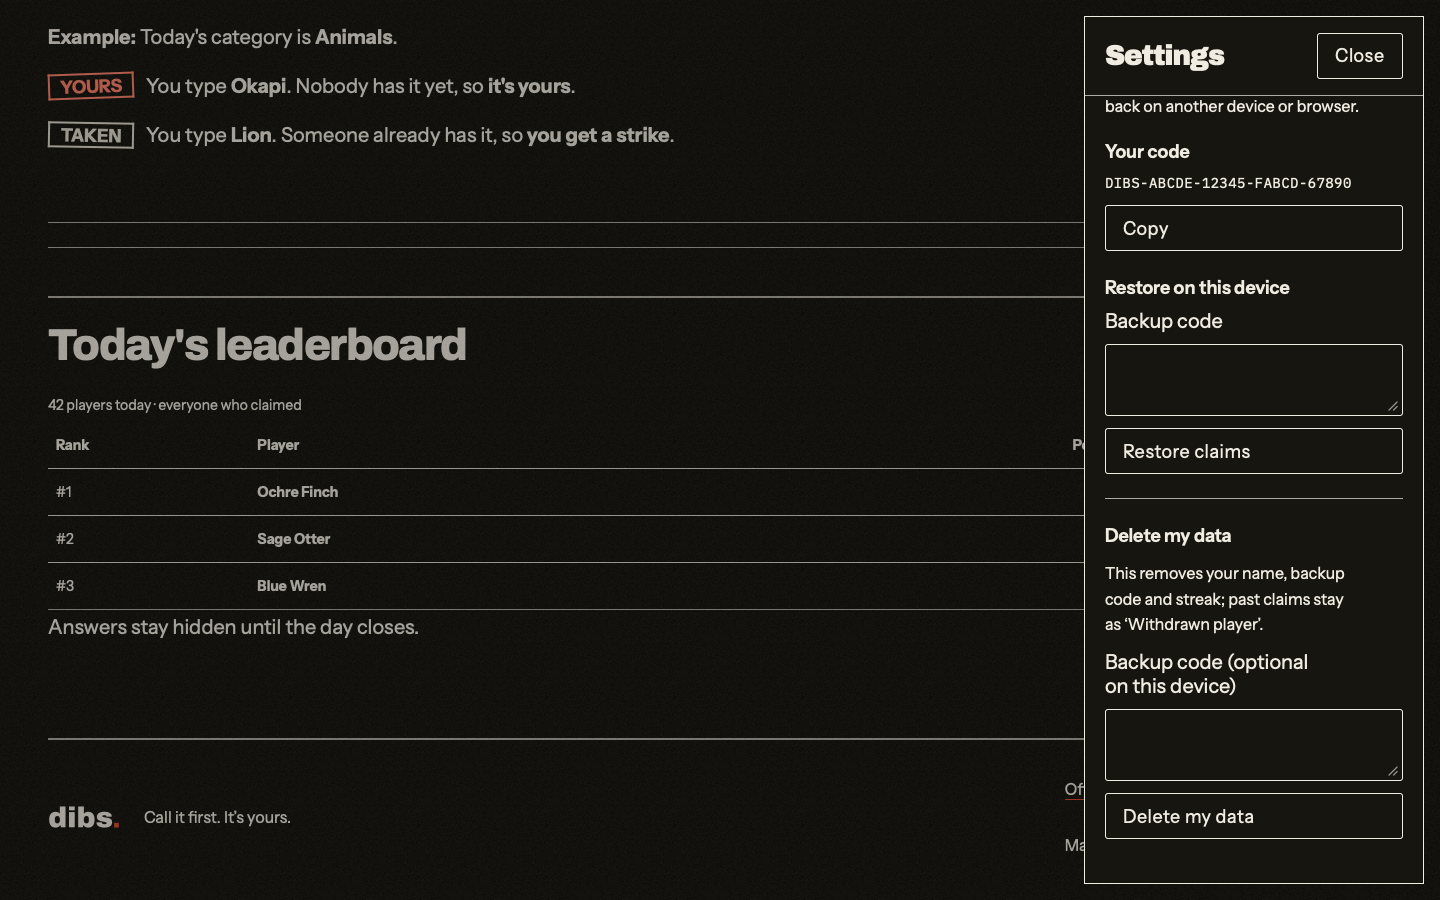 Example: Today's category is Animals.
YOURS You type Okapi. Nobody has it yet, so it's yours.
TAKEN You type Lion. Someone already has it, so you get a strike.
Today's leaderboard
42 players today · everyone who claimed
Rank Player
#1 Ochre Finch
#2 Sage Otter
#3 Blue Wren
Answers stay hidden until the day closes.
dibs. Call it first. It’s yours.
Settings Close
back on another device or browser.
Your code
DIBS-ABCDE-12345-FABCD-67890
Copy
Restore on this device
Backup code
Restore claims
Delete my data
This removes your name, backup
code and streak; past claims stay
as ‘Withdrawn player’.
Backup code (optional
on this device)
Delete my data